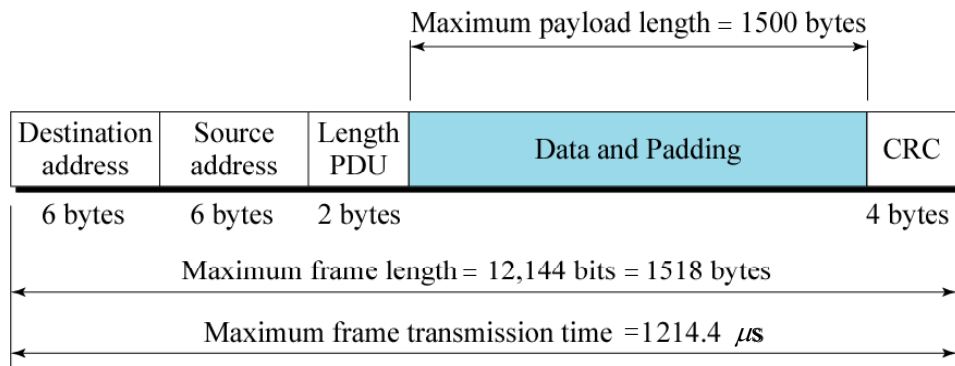 Maximum payload length = 1500 bytes
Destination address
Source address
Length PDU
Data and Padding
CRC
6 bytes
6 bytes
2 bytes
4 bytes
Maximum frame length = 12,144 bits = 1518 bytes
Maximum frame transmission time =1214.4 μs